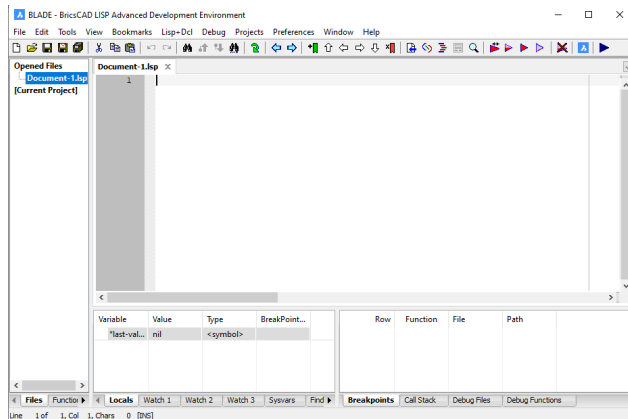 BLADE - BricsCAD LISP Advanced Development Environment
File Edit Tools View Bookmarks Lisp+Dcl Debug Projects Preferences Window Help
Opened Files
Document-1.lsp
[Current Project]
Document-1.lsp
1
Variable Value Type BreakPoint...
*last-val... nil <symbol>
Row Function File Path
Files Function
Locals Watch 1 Watch 2 Watch 3 Sysvars Find
Breakpoints Call Stack Debug Files Debug Functions
Line 1 of 1, Col 1, Chars 0 [INS]